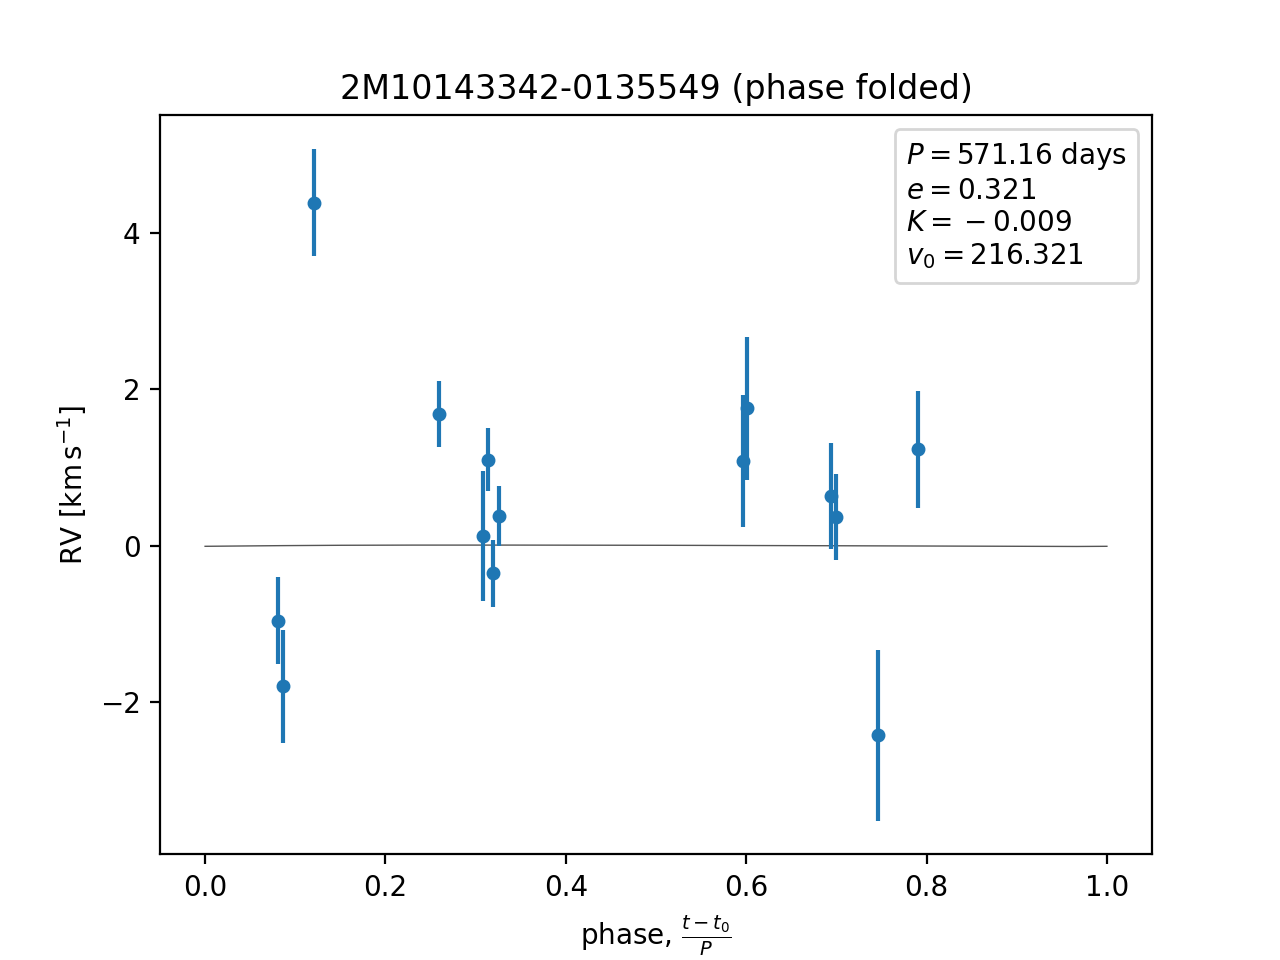 2M10143342-0135549 (phase folded)
P = 571.16 days
e = 0.321
K = −0.009
v₀ = 216.321
4
2
0
−2
RV [km s⁻¹]
0.0 0.2 0.4 0.6 0.8 1.0
phase, (t − t₀)/P